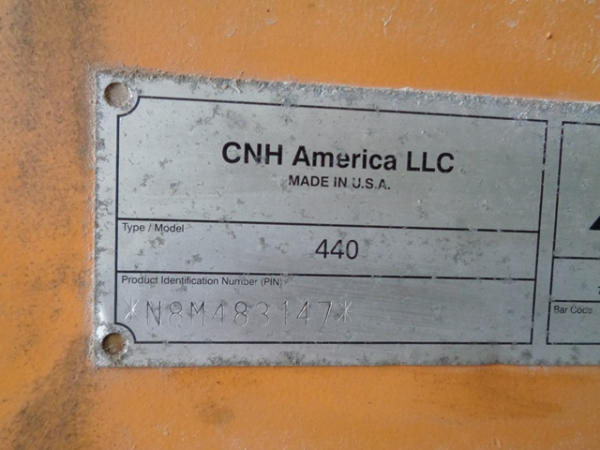 CNH America LLC
MADE IN U.S.A.
Type / Model
440
Product Identification Number (PIN)
*N8M483147*
Bar Code